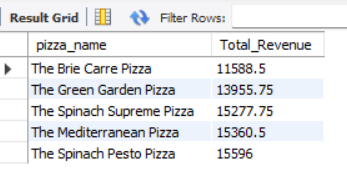 Result Grid Filter Rows:
pizza_name Total_Revenue
The Brie Carre Pizza 11588.5
The Green Garden Pizza 13955.75
The Spinach Supreme Pizza 15277.75
The Mediterranean Pizza 15360.5
The Spinach Pesto Pizza 15596